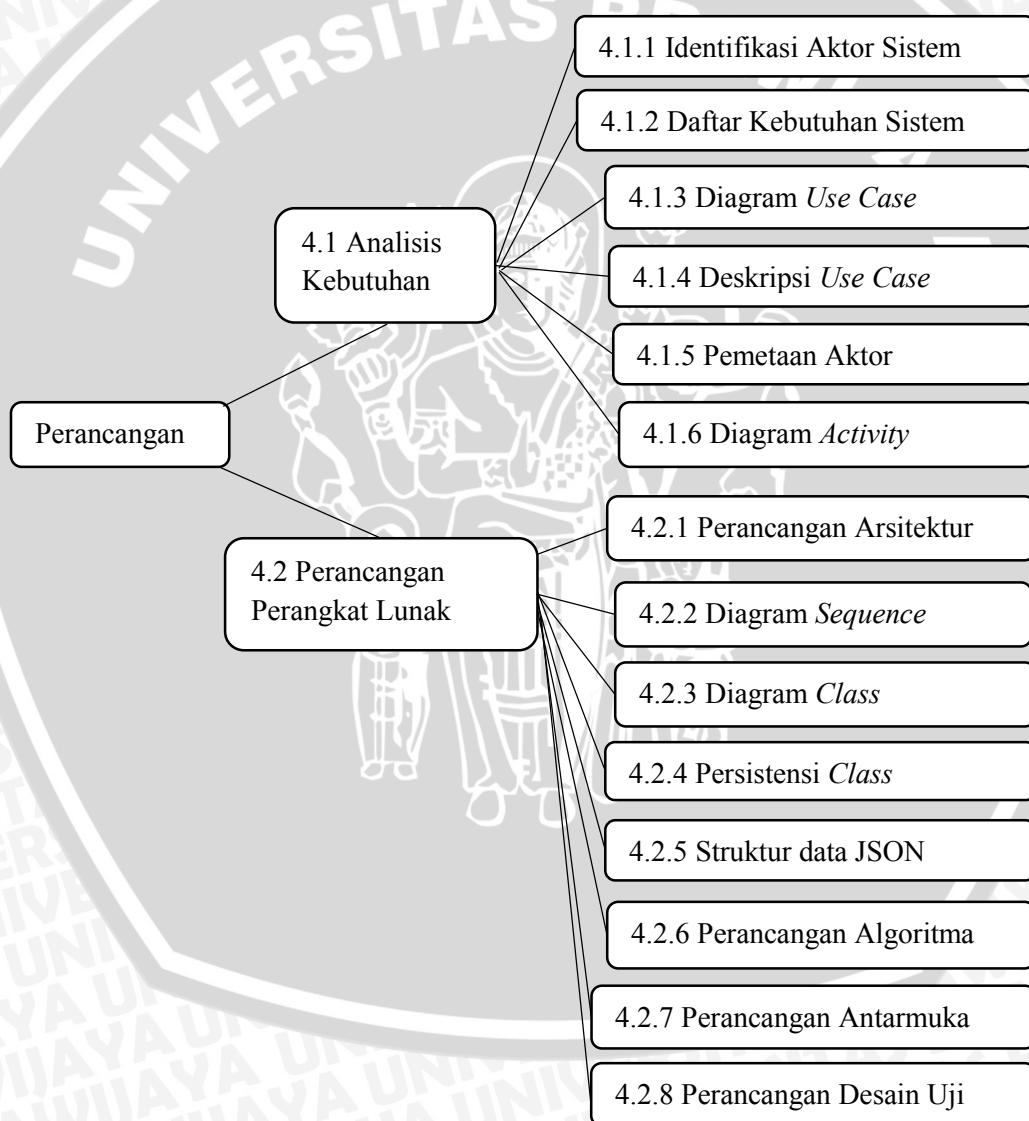 UNIVERSITAS BR
4.1.1 Identifikasi Aktor Sistem
4.1.2 Daftar Kebutuhan Sistem
4.1.3 Diagram Use Case
4.1 Analisis
Kebutuhan
4.1.4 Deskripsi Use Case
4.1.5 Pemetaan Aktor
Perancangan
4.1.6 Diagram Activity
4.2.1 Perancangan Arsitektur
4.2 Perancangan
Perangkat Lunak
4.2.2 Diagram Sequence
4.2.3 Diagram Class
4.2.4 Persistensi Class
4.2.5 Struktur data JSON
4.2.6 Perancangan Algoritma
4.2.7 Perancangan Antarmuka
4.2.8 Perancangan Desain Uji